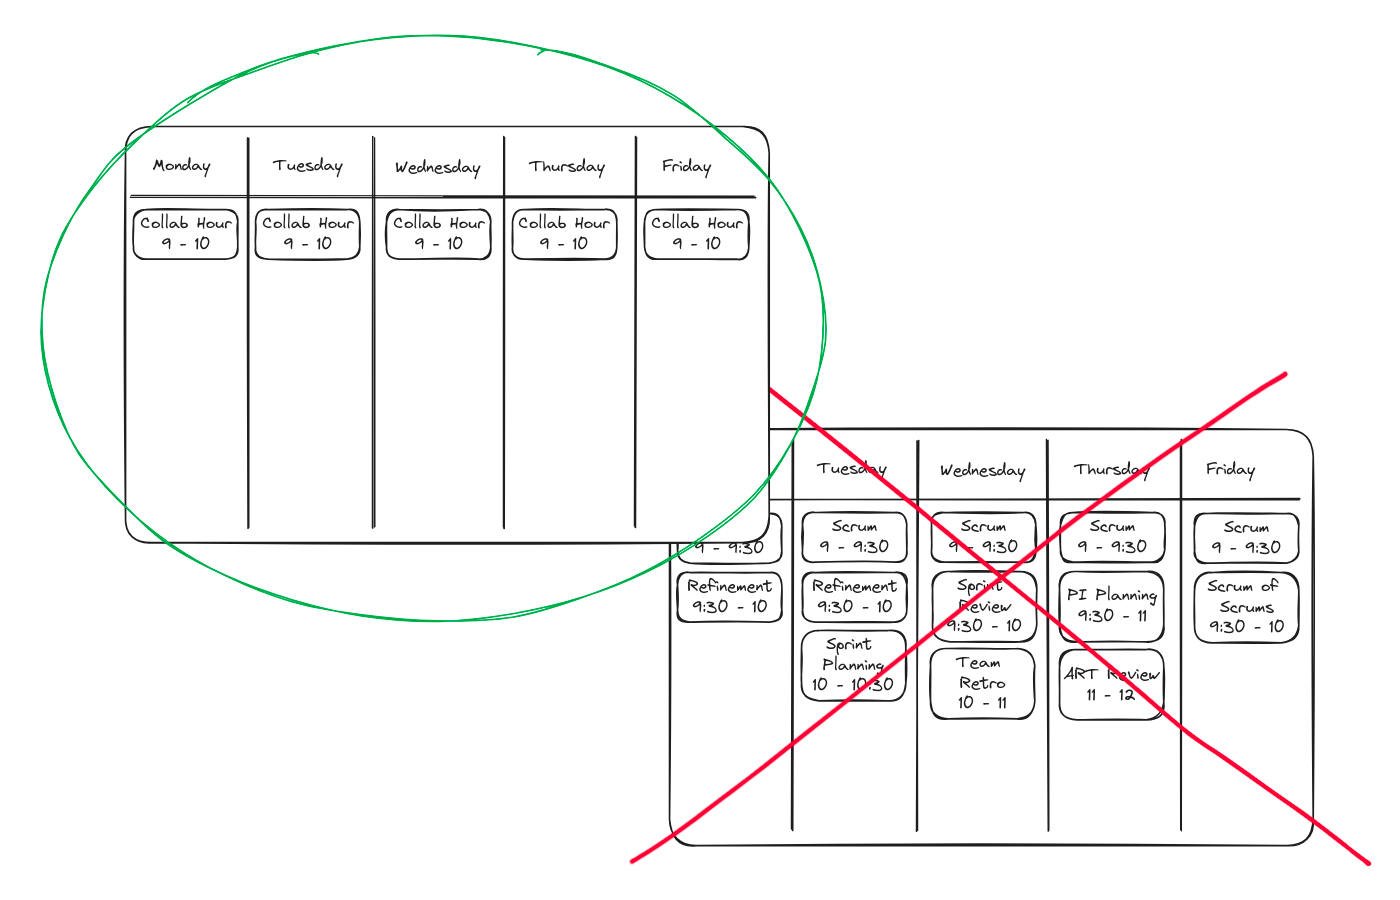 Monday
Tuesday
Wednesday
Thursday
Friday
Collab Hour
9 - 10
Collab Hour
9 - 10
Collab Hour
9 - 10
Collab Hour
9 - 10
Collab Hour
9 - 10
Tuesday
Wednesday
Thursday
Friday
9 - 9:30
Refinement
9:30 - 10
Scrum
9 - 9:30
Refinement
9:30 - 10
Sprint
Planning
10 - 10:30
Scrum
9 - 9:30
Sprint
Review
9:30 - 10
Team
Retro
10 - 11
Scrum
9 - 9:30
PI Planning
9:30 - 11
ART Review
11 - 12
Scrum
9 - 9:30
Scrum of
Scrums
9:30 - 10